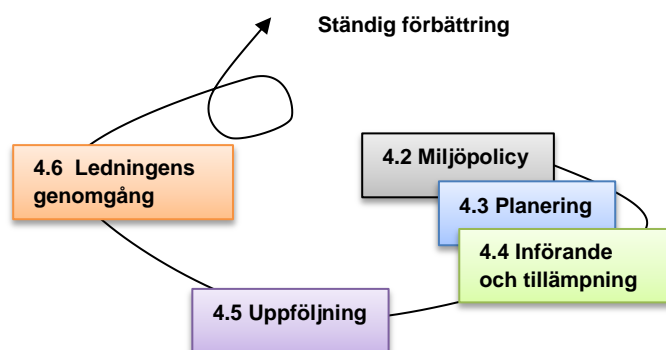 Ständig förbättring
4.6 Ledningens
genomgång
4.2 Miljöpolicy
4.3 Planering
4.4 Införande
och tillämpning
4.5 Uppföljning